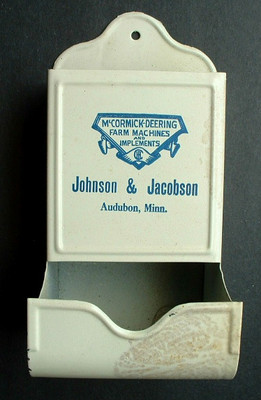 McCORMICK-DEERING
FARM MACHINES
AND
IMPLEMENTS
Johnson & Jacobson
Audubon, Minn.